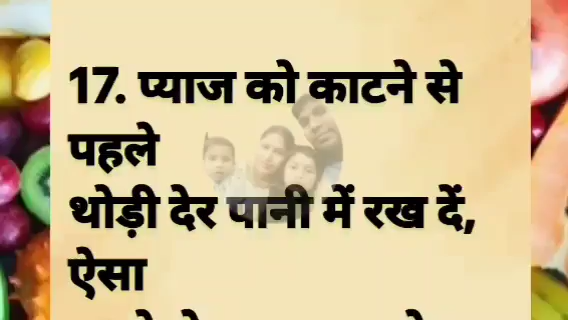 17. प्याज को काटने से
पहले
थोड़ी देर पानी में रख दें,
ऐसा